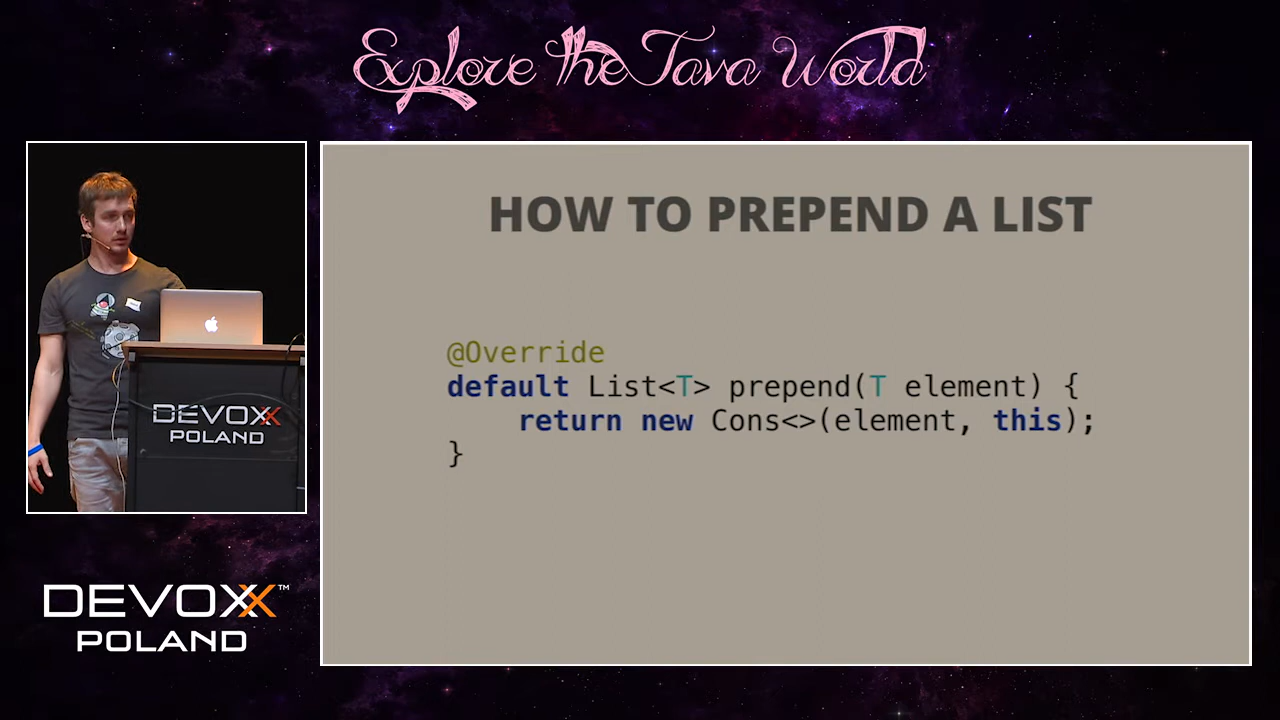 Explore the Java World
HOW TO PREPEND A LIST
@Override
default List<T> prepend(T element) {
    return new Cons<>(element, this);
}
DEVOXX
POLAND
DEVOXX™
POLAND